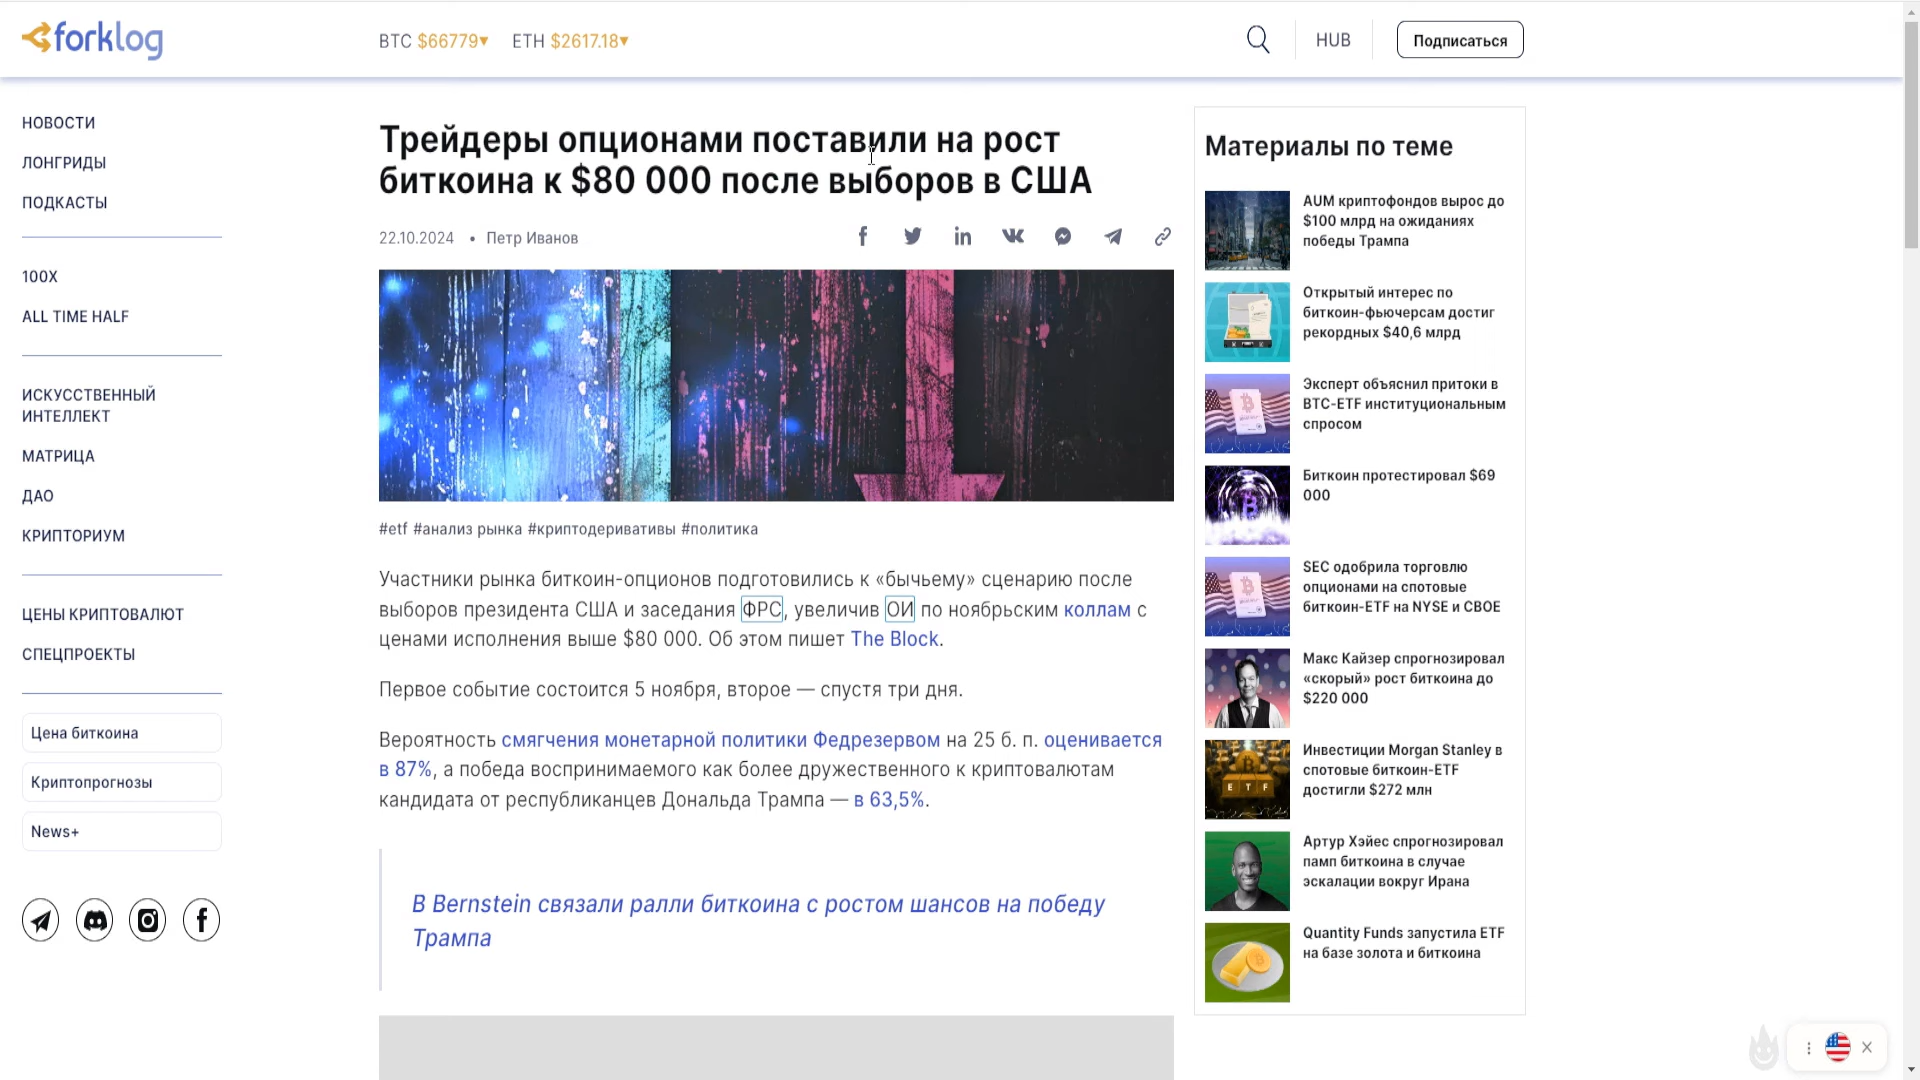 forklog
BTC $66779▼ ETH $2617.18▼
HUB
Подписаться
НОВОСТИ
ЛОНГРИДЫ
ПОДКАСТЫ
100X
ALL TIME HALF
ИСКУССТВЕННЫЙ
ИНТЕЛЛЕКТ
МАТРИЦА
ДАО
КРИПТОРИУМ
ЦЕНЫ КРИПТОВАЛЮТ
СПЕЦПРОЕКТЫ
Цена биткоина
Криптопрогнозы
News+
Трейдеры опционами поставили на рост
биткоина к $80 000 после выборов в США
22.10.2024 • Петр Иванов
#etf #анализ рынка #криптодеривативы #политика
Участники рынка биткоин-опционов подготовились к «бычьему» сценарию после
выборов президента США и заседания ФРС, увеличив ОИ по ноябрьским коллам с
ценами исполнения выше $80 000. Об этом пишет The Block.
Первое событие состоится 5 ноября, второе — спустя три дня.
Вероятность смягчения монетарной политики Федрезервом на 25 б. п. оценивается
в 87%, а победа воспринимаемого как более дружественного к криптовалютам
кандидата от республиканцев Дональда Трампа — в 63,5%.
В Bernstein связали ралли биткоина с ростом шансов на победу
Трампа
Материалы по теме
AUM криптофондов вырос до
$100 млрд на ожиданиях
победы Трампа
Открытый интерес по
биткоин-фьючерсам достиг
рекордных $40,6 млрд
Эксперт объяснил притоки в
BTC-ETF институциональным
спросом
Биткоин протестировал $69
000
SEC одобрила торговлю
опционами на спотовые
биткоин-ETF на NYSE и CBOE
Макс Кайзер спрогнозировал
«скорый» рост биткоина до
$220 000
E T F
Инвестиции Morgan Stanley в
спотовые биткоин-ETF
достигли $272 млн
Артур Хэйес спрогнозировал
памп биткоина в случае
эскалации вокруг Ирана
Quantity Funds запустила ETF
на базе золота и биткоина